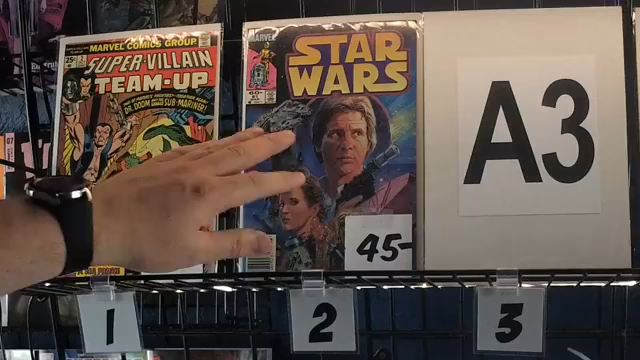 MARVEL COMICS GROUP
SUPER-VILLAIN
TEAM-UP
DR. DOOM SUB-MARINER!
MARVEL
STAR
WARS
60¢
45-
A3
1
2
3